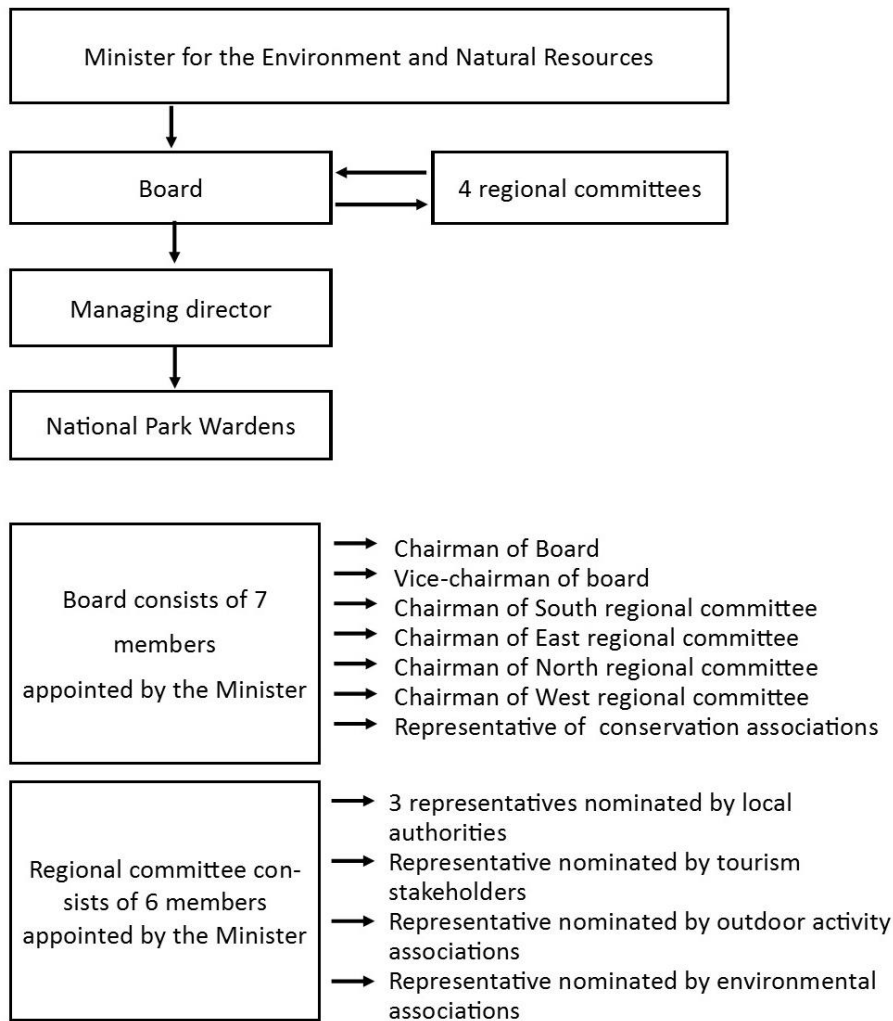 Minister for the Environment and Natural Resources
Board
4 regional committees
Managing director
National Park Wardens
Board consists of 7
members
appointed by the Minister
Chairman of Board
Vice-chairman of board
Chairman of South regional committee
Chairman of East regional committee
Chairman of North regional committee
Chairman of West regional committee
Representative of conservation associations
Regional committee con-
sists of 6 members
appointed by the Minister
3 representatives nominated by local
authorities
Representative nominated by tourism
stakeholders
Representative nominated by outdoor activity
associations
Representative nominated by environmental
associations